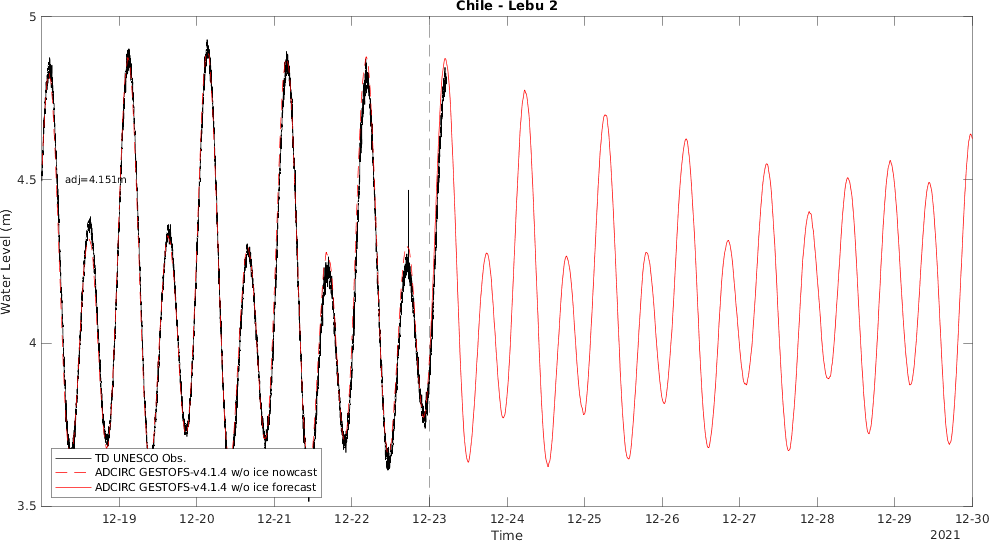 Chile - Lebu 2
5
4.5
4
3.5
Water Level (m)
adj=4.151m
TD UNESCO Obs.
ADCIRC GESTOFS-v4.1.4 w/o ice nowcast
ADCIRC GESTOFS-v4.1.4 w/o ice forecast
12-19 12-20 12-21 12-22 12-23 12-24 12-25 12-26 12-27 12-28 12-29 12-30
Time
2021